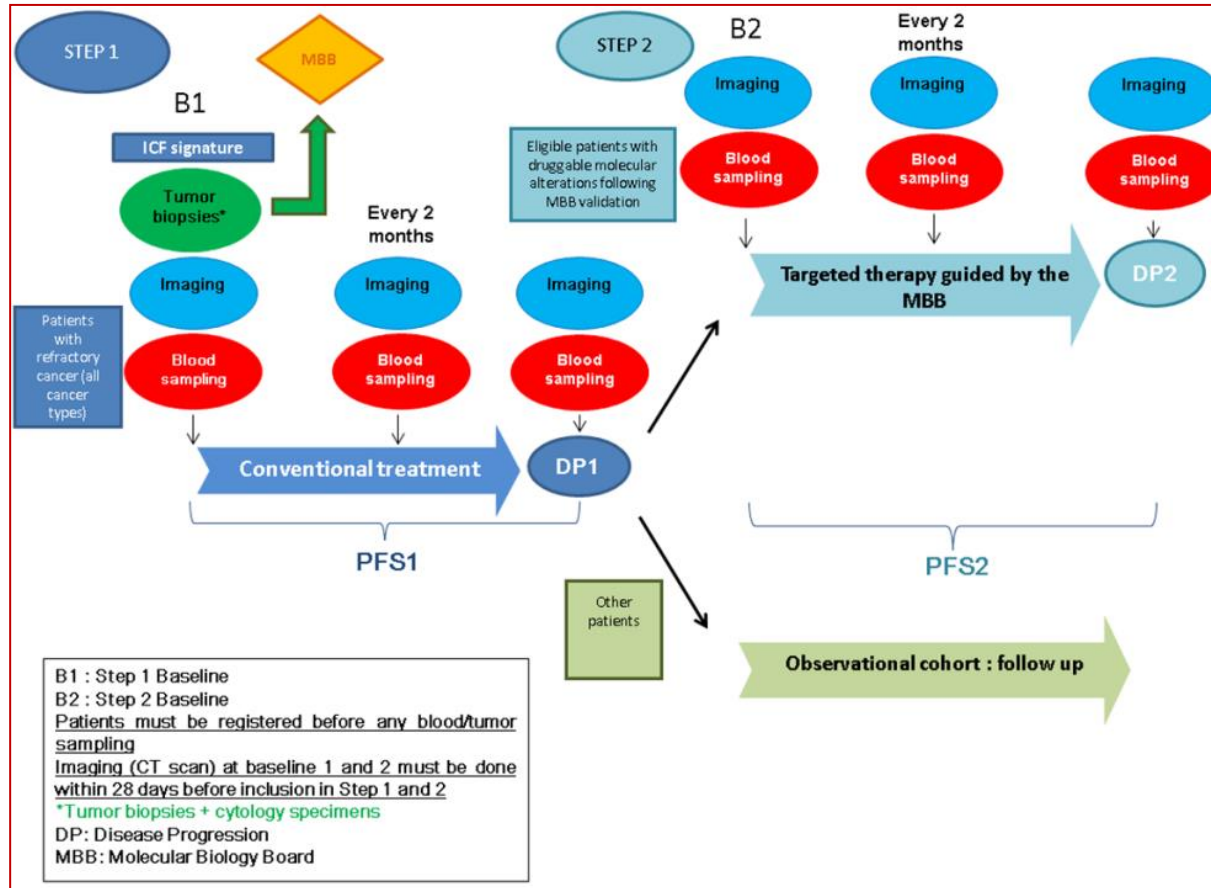 STEP 1
MBB
B1
ICF signature
Tumor
biopsies*
Imaging
Blood
sampling
Patients
with
refractory
cancer (all
cancer
types)
Every 2
months
Imaging
Blood
sampling
Imaging
Blood
sampling
Conventional treatment
DP1
PFS1
STEP 2
B2
Imaging
Blood
sampling
Eligible patients with
druggable molecular
alterations following
MBB validation
Every 2
months
Imaging
Blood
sampling
Imaging
Blood
sampling
Targeted therapy guided by the
MBB
DP2
PFS2
Other
patients
Observational cohort : follow up
B1 : Step 1 Baseline
B2 : Step 2 Baseline
Patients must be registered before any blood/tumor
sampling
Imaging (CT scan) at baseline 1 and 2 must be done
within 28 days before inclusion in Step 1 and 2
*Tumor biopsies + cytology specimens
DP: Disease Progression
MBB: Molecular Biology Board